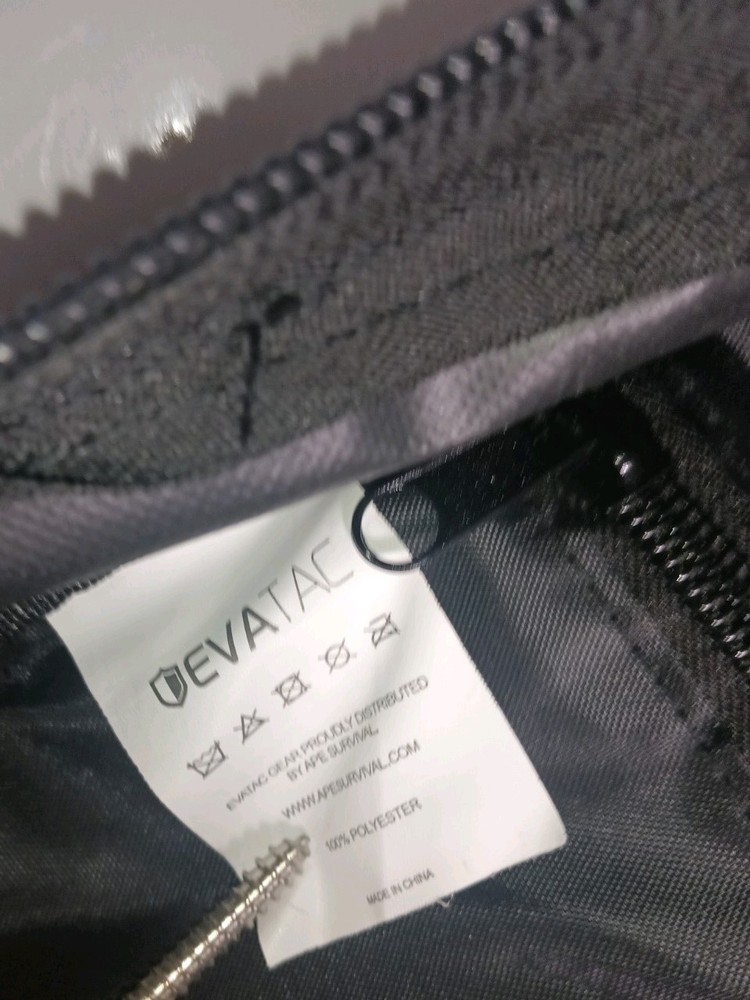 EVATAC
EVATAC GEAR PROUDLY DISTRIBUTED
BY APE SURVIVAL
WWW.APESURVIVAL.COM
100% POLYESTER
MADE IN CHINA